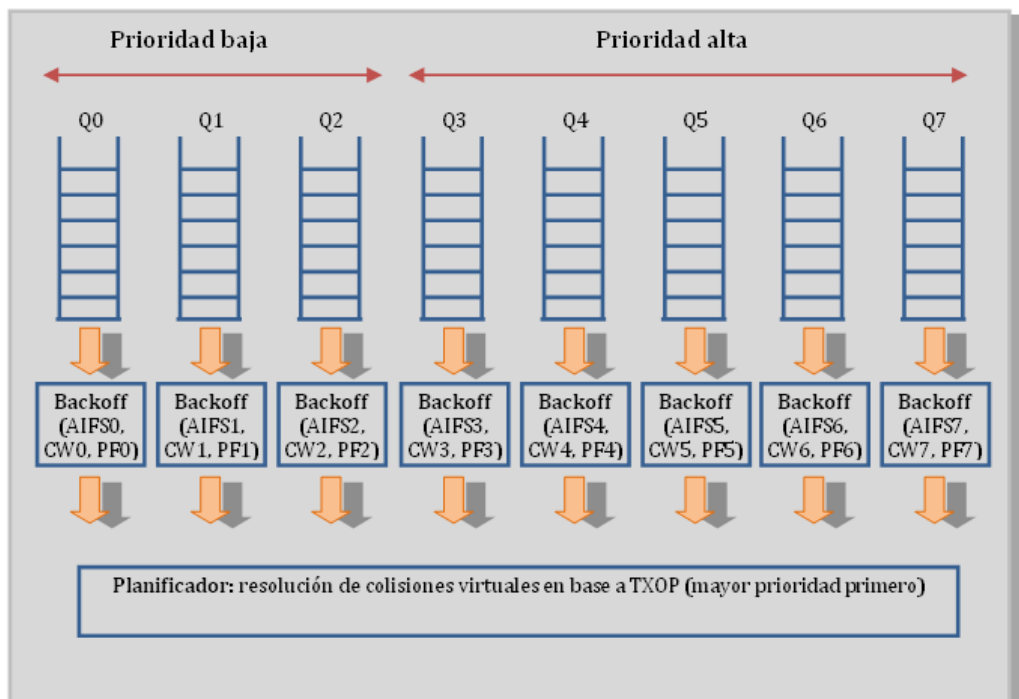 Prioridad baja
Prioridad alta
Q0
Q1
Q2
Q3
Q4
Q5
Q6
Q7
Backoff
(AIFS0,
CW0, PF0)
Backoff
(AIFS1,
CW1, PF1)
Backoff
(AIFS2,
CW2, PF2)
Backoff
(AIFS3,
CW3, PF3)
Backoff
(AIFS4,
CW4, PF4)
Backoff
(AIFS5,
CW5, PF5)
Backoff
(AIFS6,
CW6, PF6)
Backoff
(AIFS7,
CW7, PF7)
Planificador: resolución de colisiones virtuales en base a TXOP (mayor prioridad primero)